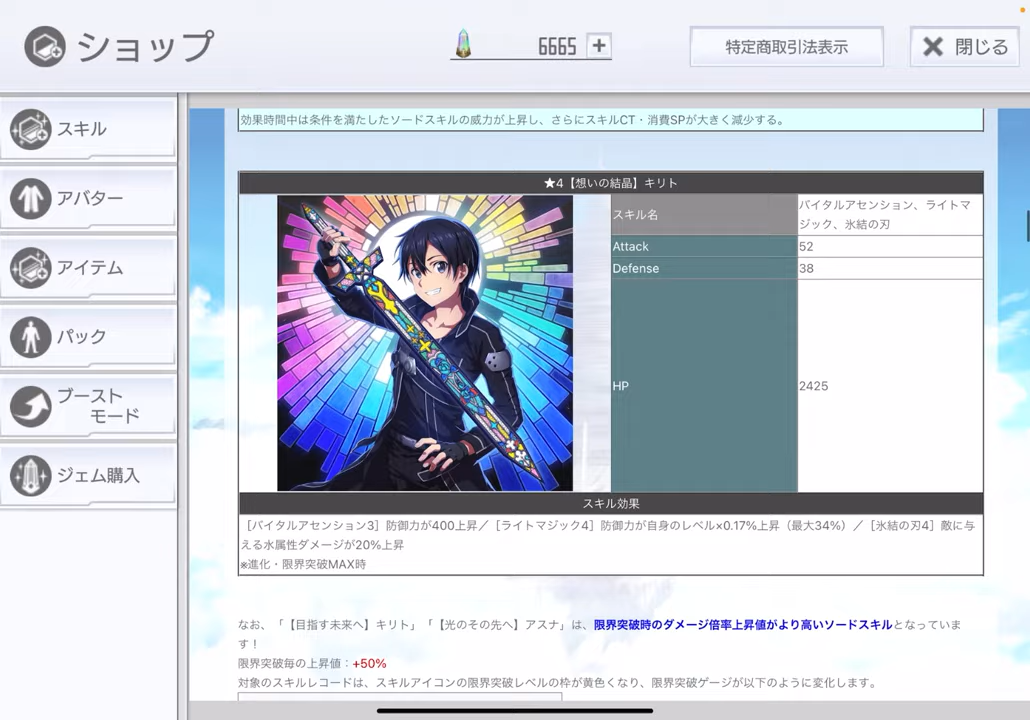 ショップ
6665
特定商取引法表示
閉じる
スキル
アバター
アイテム
パック
ブースト
モード
ジェム購入
効果時間中は条件を満たしたソードスキルの威力が上昇し、さらにスキルCT・消費SPが大きく減少する。
★4【想いの結晶】キリト
スキル名
バイタルアセンション、ライトマ
ジック、氷結の刃
Attack
52
Defense
38
HP
2425
スキル効果
［バイタルアセンション3］防御力が400上昇／［ライトマジック4］防御力が自身のレベル×0.17%上昇（最大34%）／［氷結の刃4］敵に与
える水属性ダメージが20%上昇
※進化・限界突破MAX時
なお、「【目指す未来へ】キリト」「【光のその先へ】アスナ」は、限界突破時のダメージ倍率上昇値がより高いソードスキルとなっていま
す！
限界突破毎の上昇値：+50%
対象のスキルレコードは、スキルアイコンの限界突破レベルの枠が黄色くなり、限界突破ゲージが以下のように変化します。